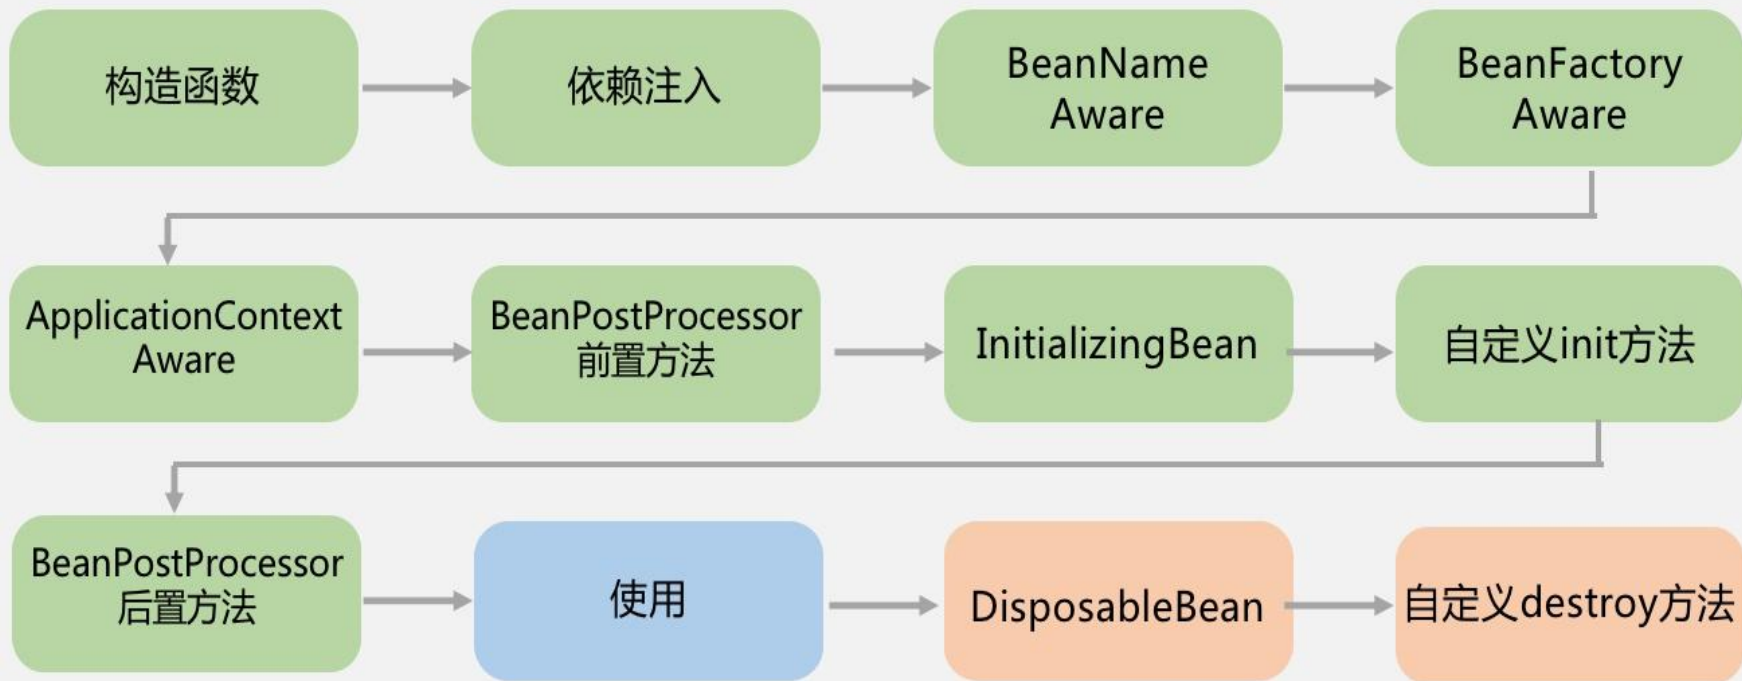 构造函数
依赖注入
BeanName
Aware
BeanFactory
Aware
ApplicationContext
Aware
BeanPostProcessor
前置方法
InitializingBean
自定义init方法
BeanPostProcessor
后置方法
使用
DisposableBean
自定义destroy方法